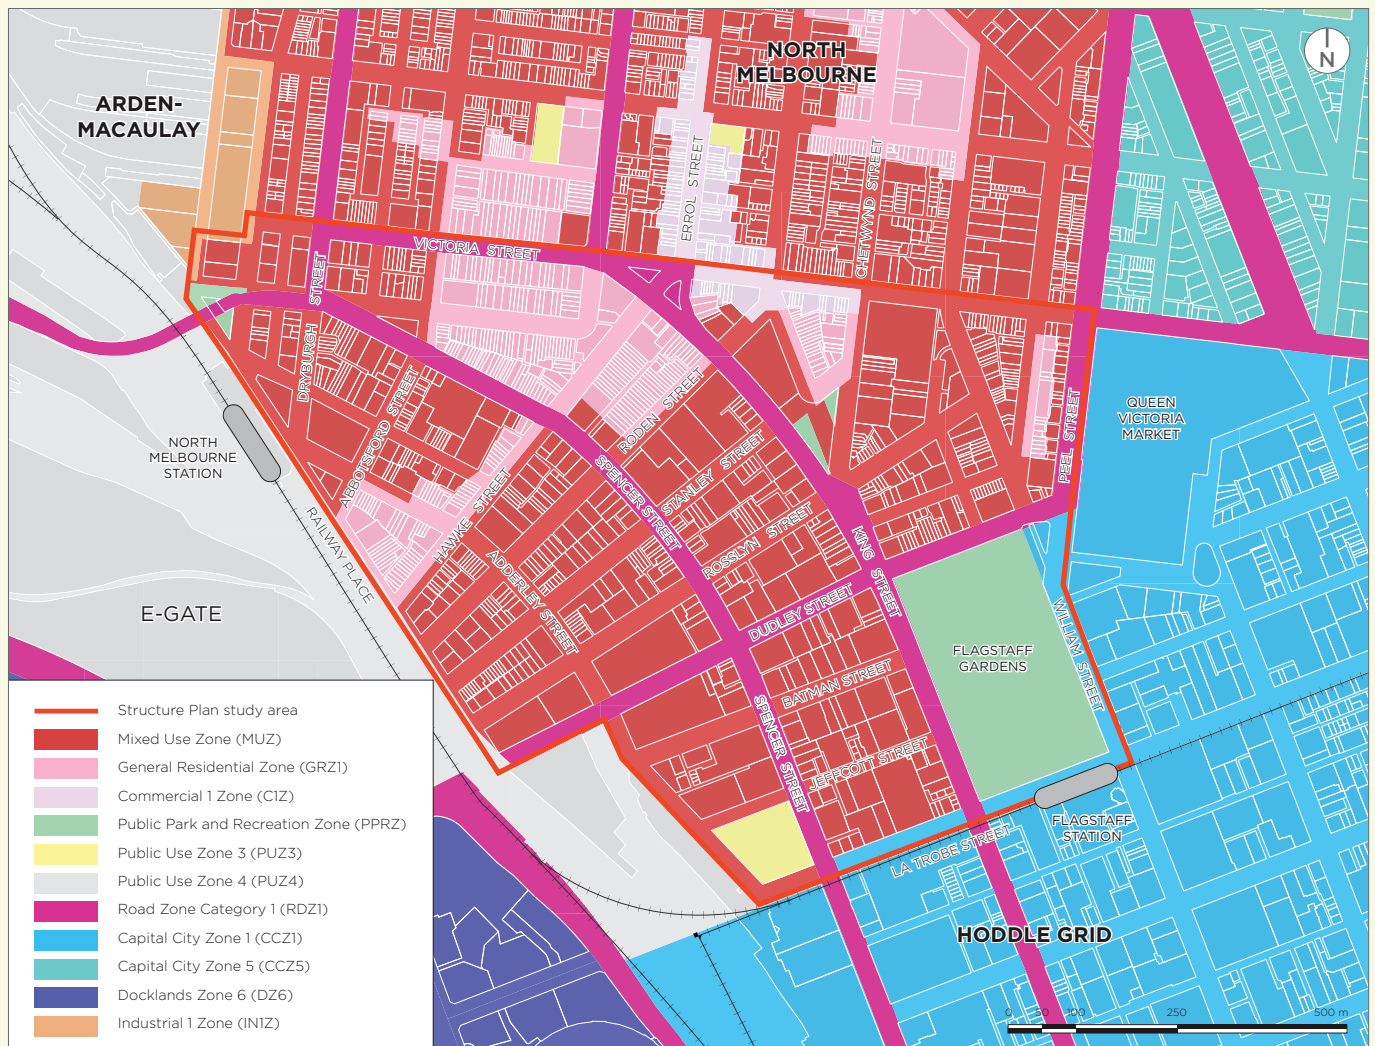 NORTH
MELBOURNE
N
ARDEN-
MACAULAY
ERROL STREET
CHETWYND STREET
VICTORIA STREET
STREET
DRYBURGH
ABBOTSFORD STREET
RODEN STREET
PEEL STREET
QUEEN
VICTORIA
MARKET
NORTH
MELBOURNE
STATION
HAWKE STREET
SPENCER STREET
STANLEY STREET
ROSSLYN STREET
KING STREET
RAILWAY PLACE
ADDERLEY STREET
DUDLEY STREET
E-GATE
WILLIAM STREET
FLAGSTAFF
GARDENS
BATMAN STREET
SPENCER STREET
JEFFCOTT STREET
FLAGSTAFF
STATION
LA TROBE STREET
HODDLE GRID
Structure Plan study area
Mixed Use Zone (MUZ)
General Residential Zone (GRZ1)
Commercial 1 Zone (C1Z)
Public Park and Recreation Zone (PPRZ)
Public Use Zone 3 (PUZ3)
Public Use Zone 4 (PUZ4)
Road Zone Category 1 (RDZ1)
Capital City Zone 1 (CCZ1)
Capital City Zone 5 (CCZ5)
Docklands Zone 6 (DZ6)
Industrial 1 Zone (IN1Z)
0 50 100 250 500 m